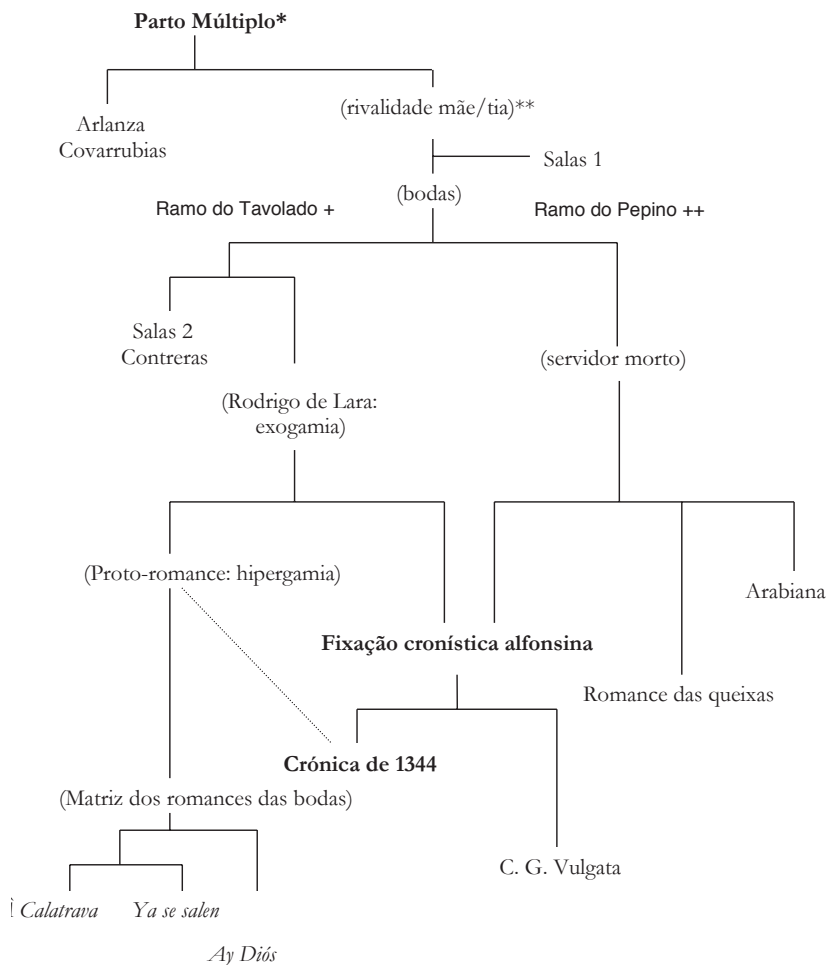 Parto Múltiplo*
(rivalidade mãe/tia)**
Arlanza
Covarrubias
Salas 1
(bodas)
Ramo do Tavolado +
Ramo do Pepino ++
Salas 2
Contreras
(servidor morto)
(Rodrigo de Lara:
exogamia)
(Proto-romance: hipergamia)
Arabiana
Fixação cronística alfonsina
Romance das queixas
Crónica de 1344
(Matriz dos romances das bodas)
C. G. Vulgata
Calatrava
Ya se salen
Ay Diós